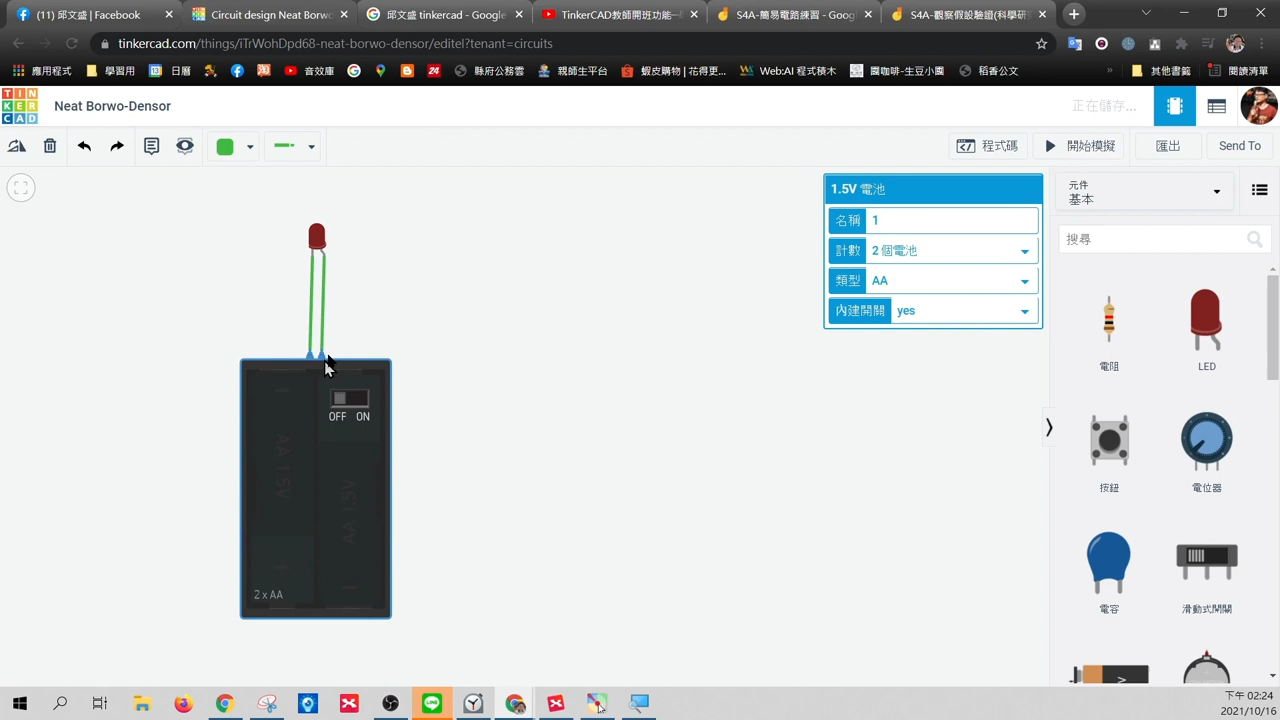 (11) 邱文盛 | Facebook
Circuit design Neat Borwo
邱文盛 tinkercad - Google
TinkerCAD教師開班功能一
S4A-簡易電路練習 - Goog
S4A-觀察假設驗證(科學研
tinkercad.com/things/iTrWohDpd68-neat-borwo-densor/editel?tenant=circuits
應用程式
學習用
日曆
音效庫
縣府公務雲
親師生平台
蝦皮購物 | 花得更...
Web:AI 程式積木
國咖啡-生豆小鋪
稻香公文
»
其他書籤
閱讀清單
TIN
KER
CAD
Neat Borwo-Densor
正在儲存...
程式碼
開始模擬
匯出
Send To
1.5V 電池
名稱 1
計數 2 個電池
類型 AA
內建開關 yes
元件
基本
搜尋
電阻
LED
按鈕
電位器
電容
滑動式開關
OFF ON
AA 1.5V
AA 1.5V
2 x AA
下午 02:24
2021/10/16